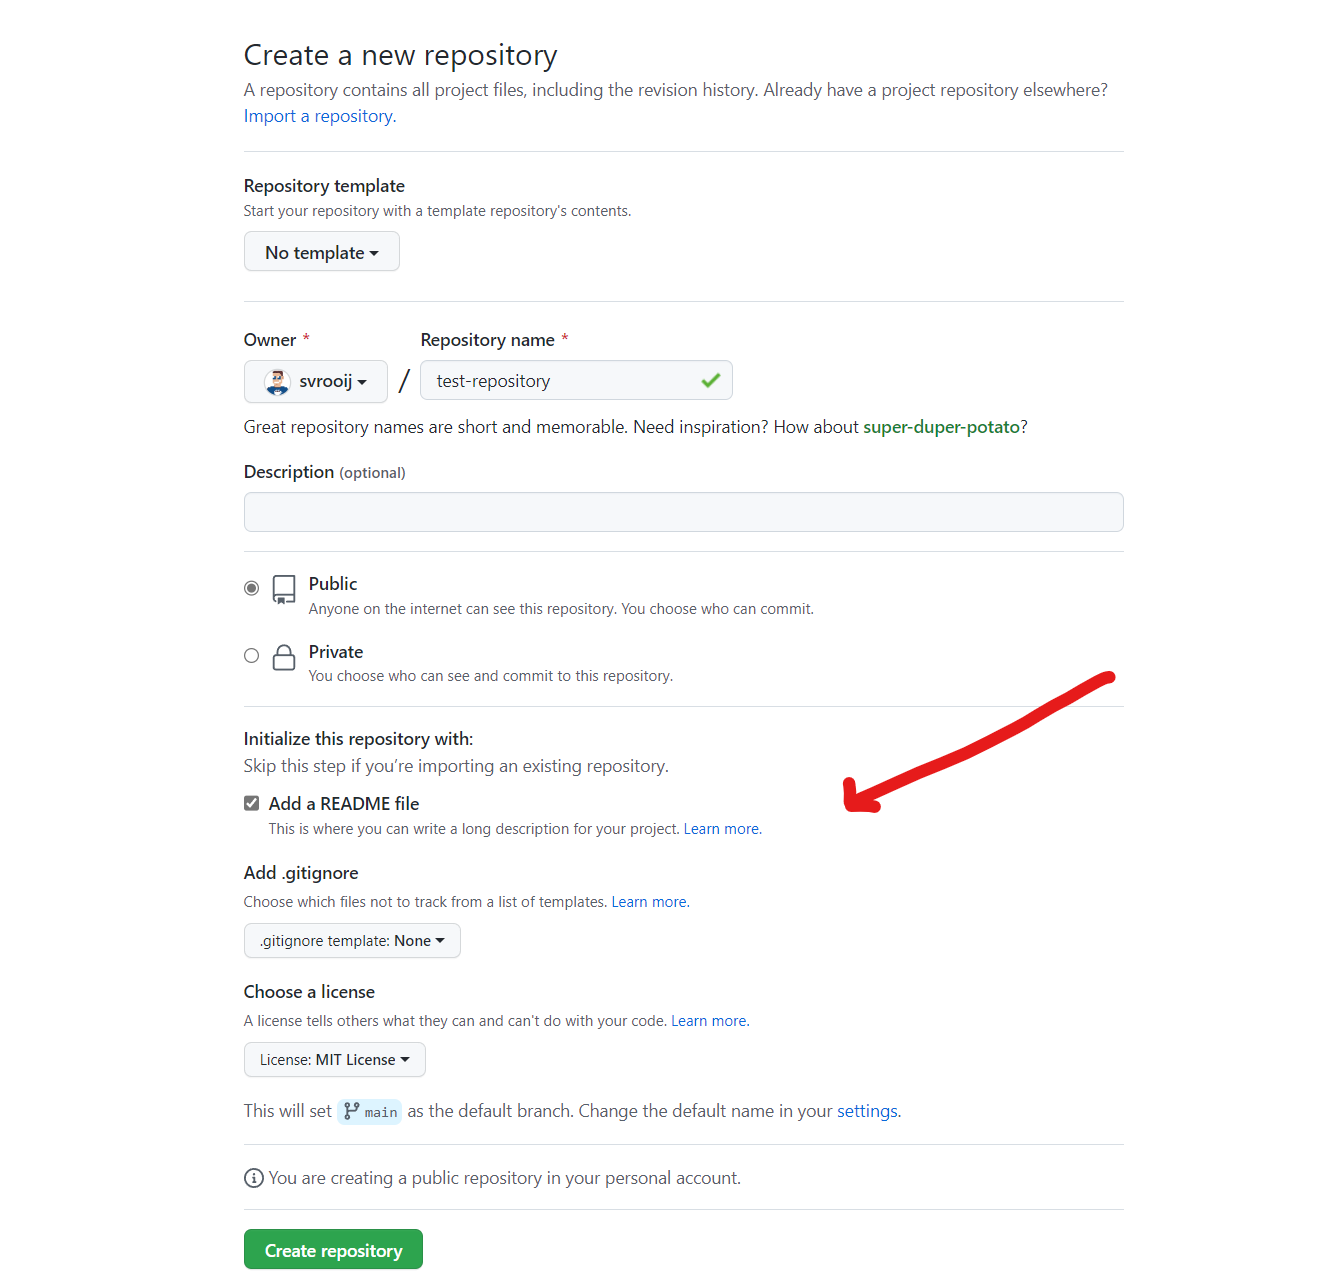 Create a new repository
A repository contains all project files, including the revision history. Already have a project repository elsewhere?
Import a repository.
Repository template
Start your repository with a template repository's contents.
No template
Owner * Repository name *
svrooij / test-repository
Great repository names are short and memorable. Need inspiration? How about super-duper-potato?
Description (optional)
Public
Anyone on the internet can see this repository. You choose who can commit.
Private
You choose who can see and commit to this repository.
Initialize this repository with:
Skip this step if you’re importing an existing repository.
Add a README file
This is where you can write a long description for your project. Learn more.
Add .gitignore
Choose which files not to track from a list of templates. Learn more.
.gitignore template: None
Choose a license
A license tells others what they can and can't do with your code. Learn more.
License: MIT License
This will set main as the default branch. Change the default name in your settings.
You are creating a public repository in your personal account.
Create repository